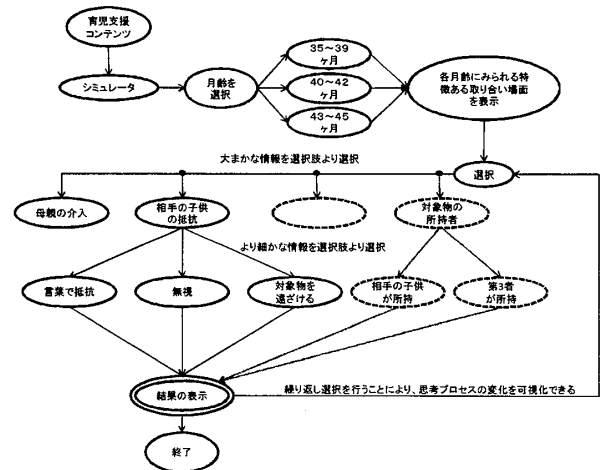 育児支援
コンテンツ
シミュレータ
月齢を
選択
35～39
ヶ月
40～42
ヶ月
43～45
ヶ月
各月齢にみられる特
徴ある取り合い場面
を表示
大まかな情報を選択肢より選択
選択
母親の介入
相手の子供
の抵抗
対象物の
所持者
より細かな情報を選択肢より選択
言葉で抵抗
無視
対象物を
遠ざける
相手の子供
が所持
第3者
が所持
結果の表示
繰り返し選択を行うことにより、思考プロセスの変化を可視化できる
終了